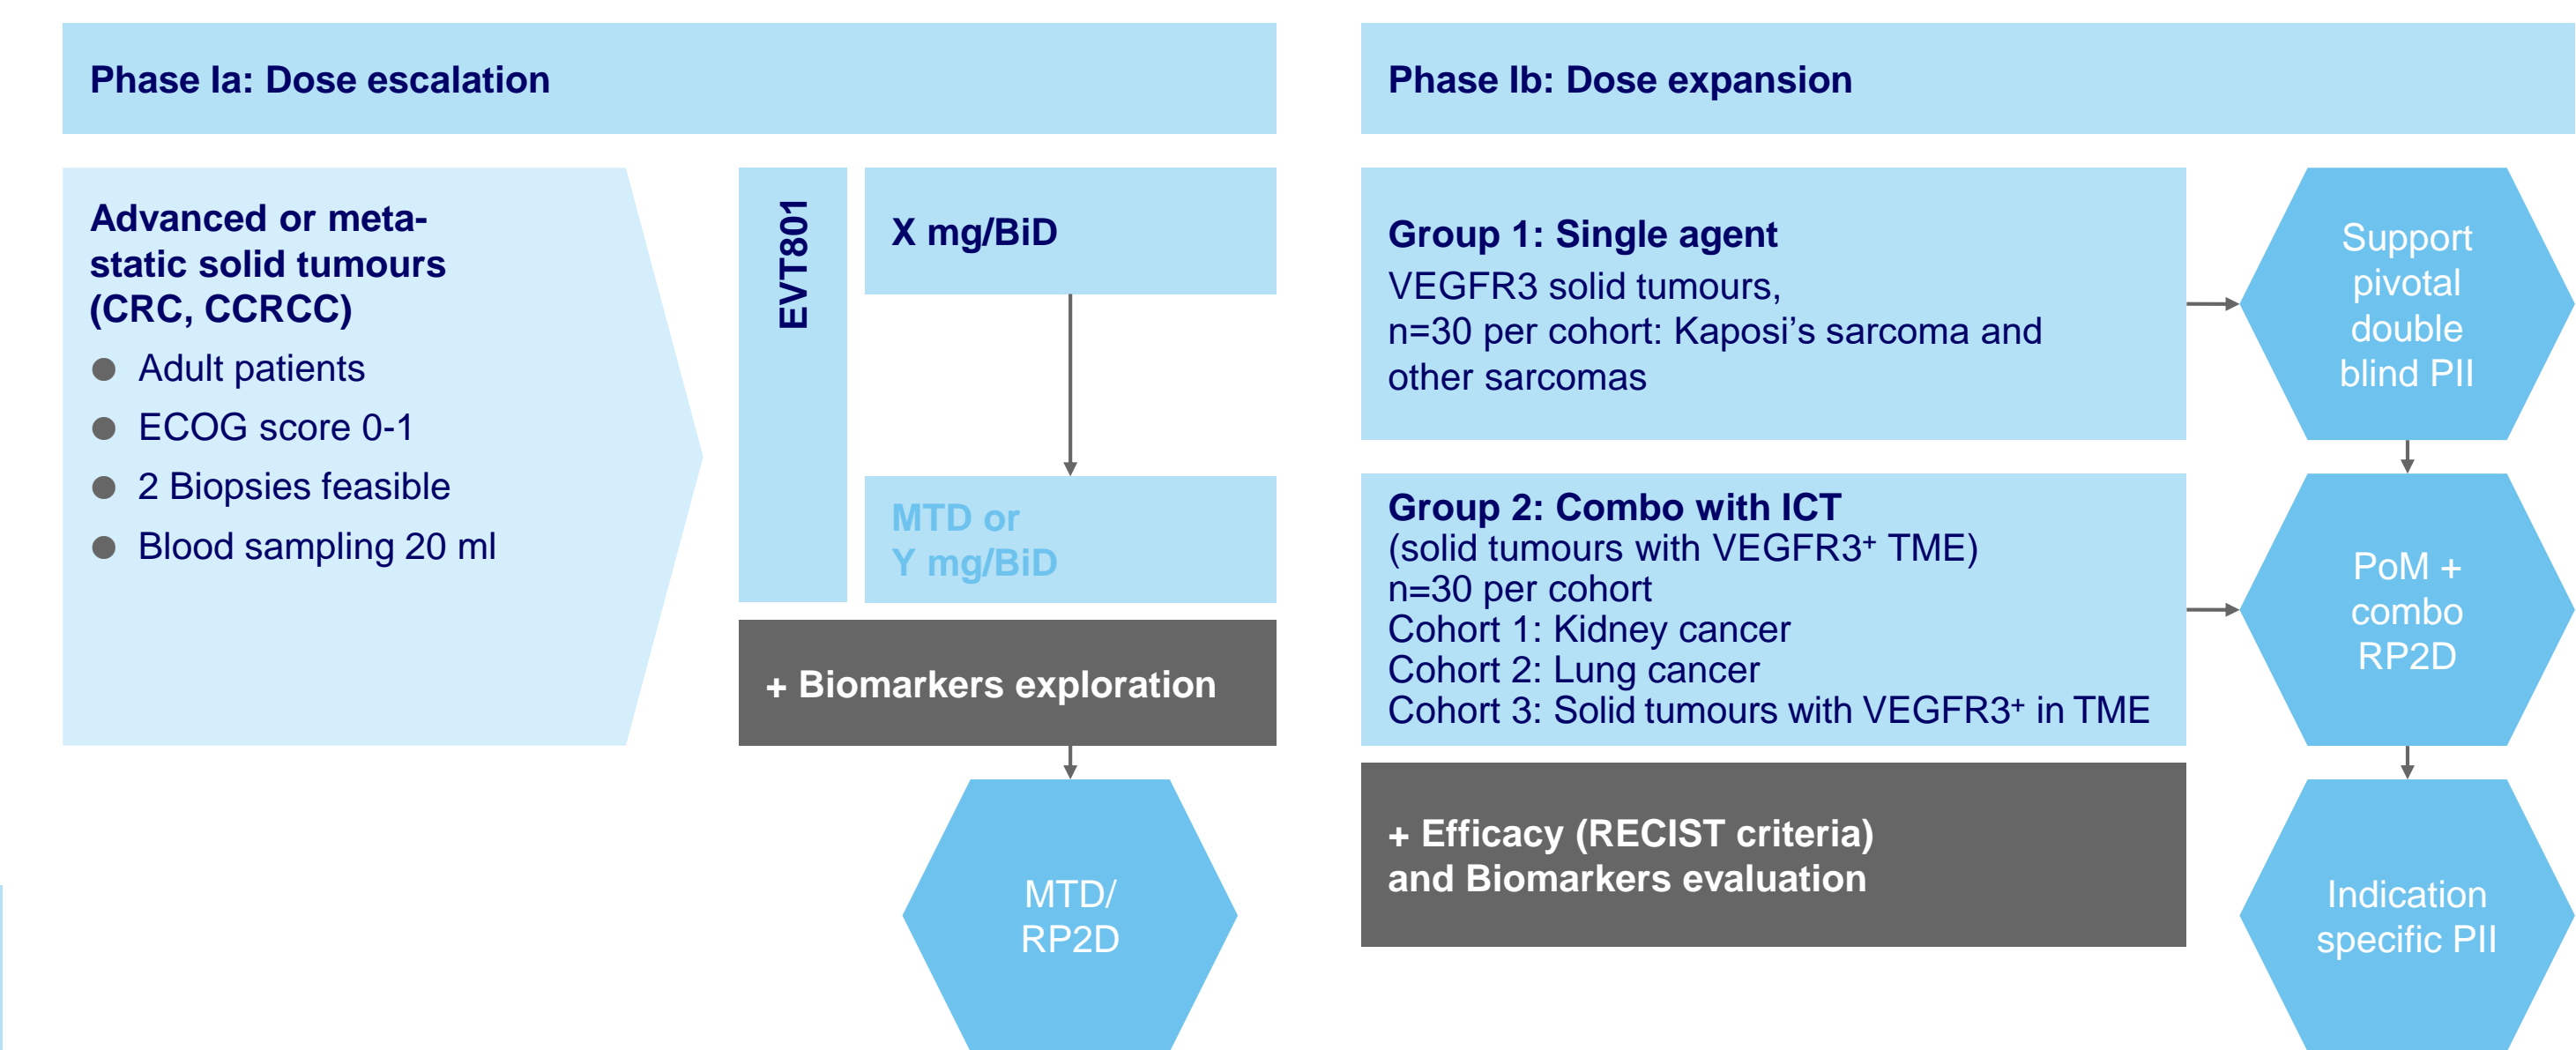 Phase Ia: Dose escalation
Advanced or meta-
static solid tumours
(CRC, CCRCC)
● Adult patients
● ECOG score 0-1
● 2 Biopsies feasible
● Blood sampling 20 ml
EVT801
X mg/BiD
MTD or
Y mg/BiD
+ Biomarkers exploration
MTD/
RP2D
Phase Ib: Dose expansion
Group 1: Single agent
VEGFR3 solid tumours,
n=30 per cohort: Kaposi’s sarcoma and
other sarcomas
Support
pivotal
double
blind PII
Group 2: Combo with ICT
(solid tumours with VEGFR3⁺ TME)
n=30 per cohort
Cohort 1: Kidney cancer
Cohort 2: Lung cancer
Cohort 3: Solid tumours with VEGFR3⁺ in TME
PoM +
combo
RP2D
+ Efficacy (RECIST criteria)
and Biomarkers evaluation
Indication
specific PII